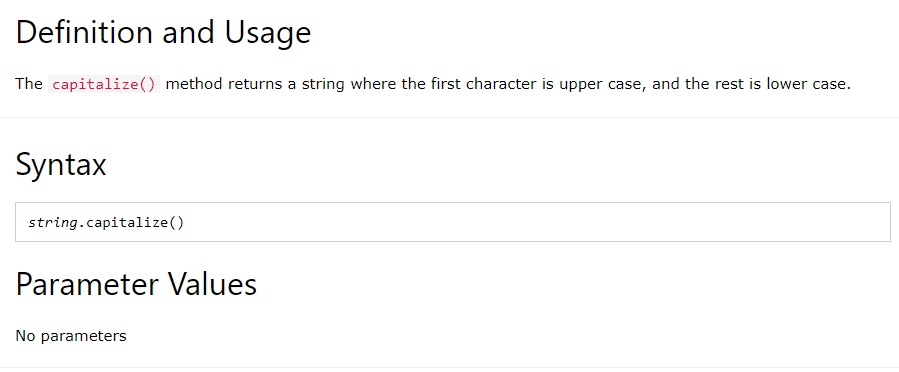 Definition and Usage
The capitalize() method returns a string where the first character is upper case, and the rest is lower case.
Syntax
string.capitalize()
Parameter Values
No parameters